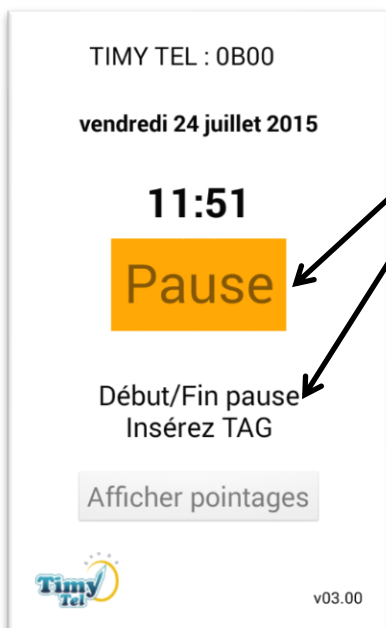 TIMY TEL : 0B00
vendredi 24 juillet 2015
11:51
Pause
Début/Fin pause
Insérez TAG
Afficher pointages
Timy
Tel
v03.00